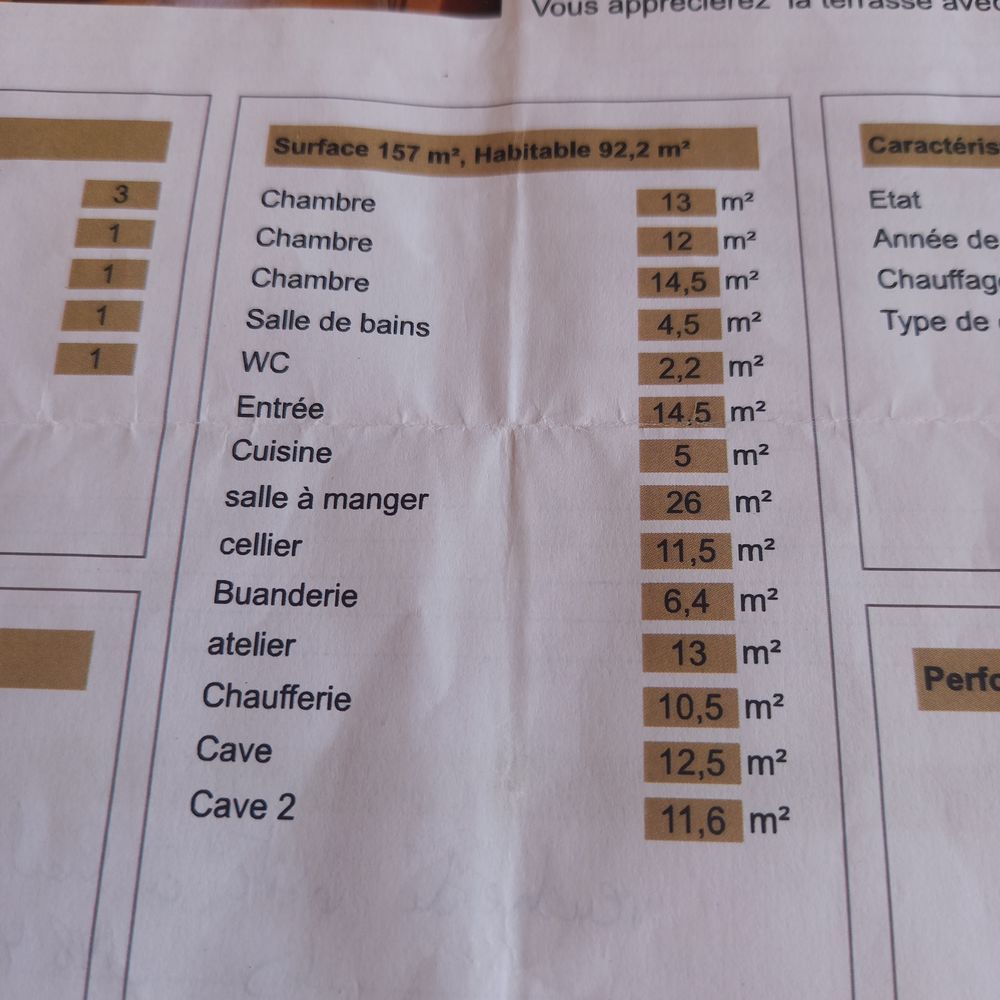 Vous apprécierez la terrasse avec
3
1
1
1
1
Surface 157 m², Habitable 92,2 m²
Chambre 13 m²
Chambre 12 m²
Chambre 14,5 m²
Salle de bains 4,5 m²
WC 2,2 m²
Entrée 14,5 m²
Cuisine 5 m²
salle à manger 26 m²
cellier 11,5 m²
Buanderie 6,4 m²
atelier 13 m²
Chaufferie 10,5 m²
Cave 12,5 m²
Cave 2 11,6 m²
Caractéris
Etat
Année de
Chauffag
Type de
Perfo